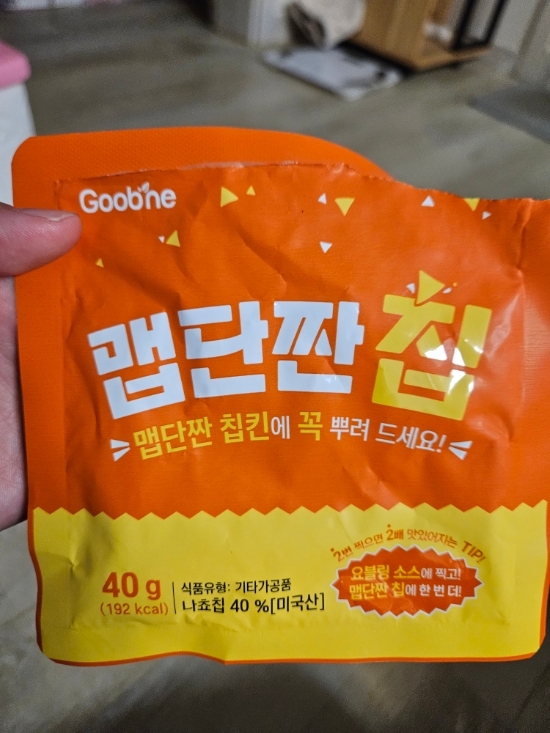 Goobne
맵단짠 칩
맵단짠 칩킨에 꼭 뿌려 드세요!
2번 찍으면 2배 맛있어지는 TIP!
요블링 소스에 찍고!
맵단짠 칩에 한 번 더!
40 g
(192 kcal)
식품유형: 기타가공품
나쵸칩 40 %[미국산]